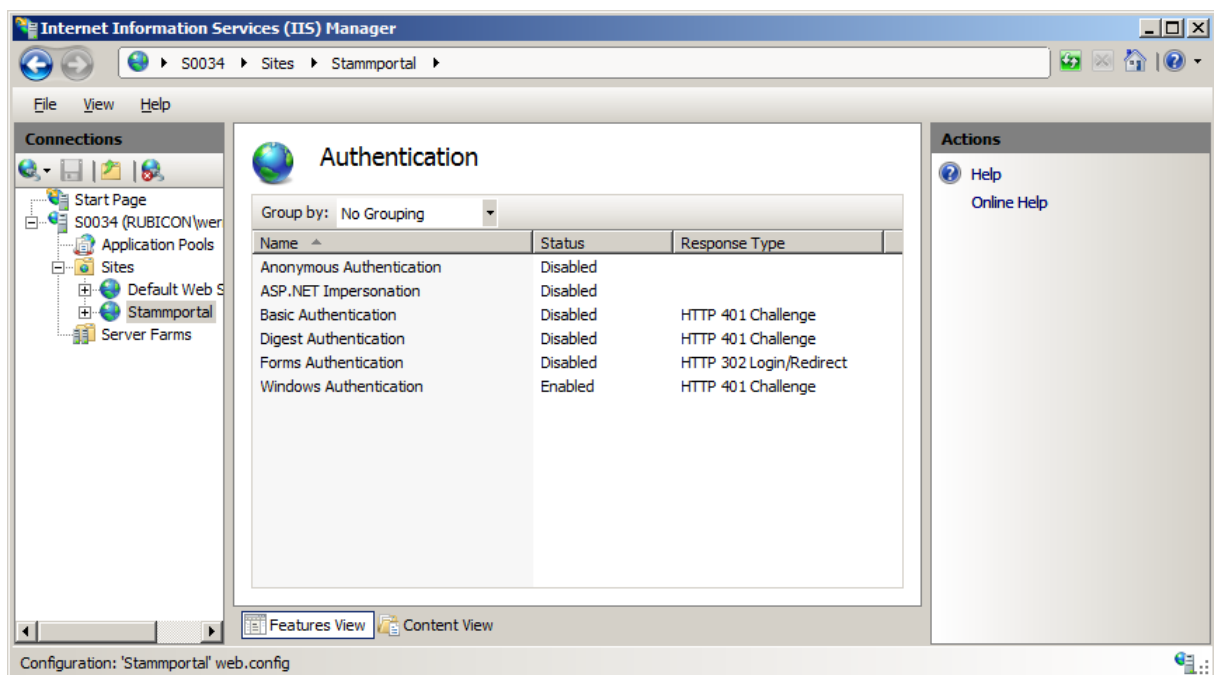 Internet Information Services (IIS) Manager
S0034 Sites Stammportal
File View Help
Connections
Start Page
S0034 (RUBICON\wer
Application Pools
Sites
Default Web S
Stammportal
Server Farms
Authentication
Group by: No Grouping
Name Status Response Type
Anonymous Authentication Disabled
ASP.NET Impersonation Disabled
Basic Authentication Disabled HTTP 401 Challenge
Digest Authentication Disabled HTTP 401 Challenge
Forms Authentication Disabled HTTP 302 Login/Redirect
Windows Authentication Enabled HTTP 401 Challenge
Features View Content View
Actions
Help
Online Help
Configuration: 'Stammportal' web.config